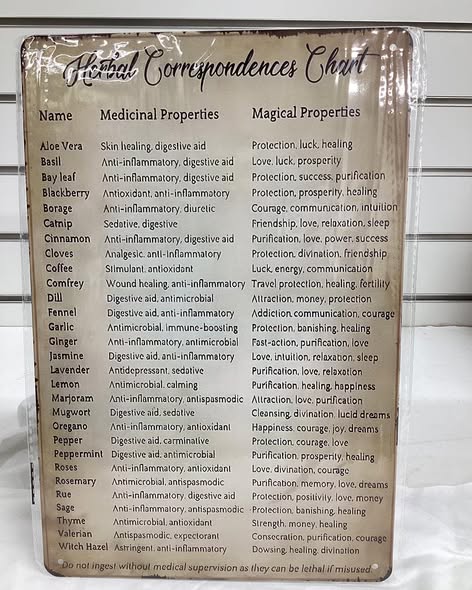 Herbal Correspondences Chart
Name Medicinal Properties Magical Properties
Aloe Vera Skin healing, digestive aid Protection, luck, healing
Basil Anti-inflammatory, digestive aid Love, luck, prosperity
Bay leaf Anti-inflammatory, digestive aid Protection, success, purification
Blackberry Antioxidant, anti-inflammatory Protection, prosperity, healing
Borage Anti-inflammatory, diuretic Courage, communication, intuition
Catnip Sedative, digestive Friendship, love, relaxation, sleep
Cinnamon Anti-inflammatory, digestive aid Purification, love, power, success
Cloves Analgesic, anti-inflammatory Protection, divination, friendship
Coffee Stimulant, antioxidant Luck, energy, communication
Comfrey Wound healing, anti-inflammatory Travel protection, healing, fertility
Dill Digestive aid, antimicrobial Attraction, money, protection
Fennel Digestive aid, anti-inflammatory Addiction, communication, courage
Garlic Antimicrobial, immune-boosting Protection, banishing, healing
Ginger Anti-inflammatory, antimicrobial Fast-action, purification, love
Jasmine Digestive aid, anti-inflammatory Love, intuition, relaxation, sleep
Lavender Antidepressant, sedative Purification, love, relaxation
Lemon Antimicrobial, calming Purification, healing, happiness
Marjoram Anti-inflammatory, antispasmodic Attraction, love, purification
Mugwort Digestive aid, sedative Cleansing, divination, lucid dreams
Oregano Anti-inflammatory, antioxidant Happiness, courage, joy, dreams
Pepper Digestive aid, carminative Protection, courage, love
Peppermint Digestive aid, antimicrobial Purification, prosperity, healing
Roses Anti-inflammatory, antioxidant Love, divination, courage
Rosemary Antimicrobial, antispasmodic Purification, memory, love, dreams
Rue Anti-inflammatory, digestive aid Protection, positivity, love, money
Sage Anti-inflammatory, antispasmodic Protection, banishing, healing
Thyme Antimicrobial, antioxidant Strength, money, healing
Valerian Antispasmodic, expectorant Consecration, purification, courage
Witch Hazel Astringent, anti-inflammatory Dowsing, healing, divination
Do not ingest without medical supervision as they can be lethal if misused